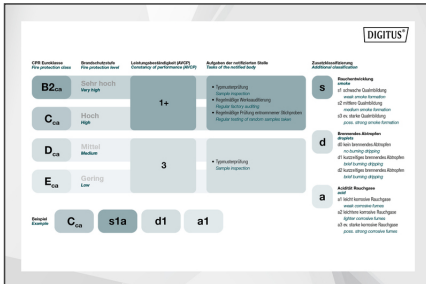 DIGITUS®
CPR Euroklasse
Fire protection class
Brandschutzstufe
Fire protection level
Leistungsbeständigkeit (AVCP)
Constancy of performance (AVCP)
Aufgaben der notifizierten Stelle
Tasks of the notified body
Zusatzklassifizierung
Additional classification
B2ca
Sehr hoch
Very high
Cca
Hoch
High
1+
• Typmusterprüfung
Sample inspection
• Regelmäßige Werksauditierung
Regular factory auditing
• Regelmäßige Prüfung entnommener Stichproben
Regular testing of random samples taken
Dca
Mittel
Medium
Eca
Gering
Low
3
• Typmusterprüfung
Sample inspection
s
Rauchentwicklung
smoke
s1 schwache Qualmbildung
weak smoke formation
s2 mittlere Qualmbildung
medium smoke formation
s3 ev. starke Qualmbildung
poss. strong smoke formation
d
Brennendes Abtropfen
droplets
d0 kein brennendes Abtropfen
no burning dripping
d1 kurzzeitiges brennendes Abtropfen
brief burning dripping
d2 kurzzeitiges brennendes Abtropfen
brief burning dripping
a
Acidität Rauchgase
acid
a1 leicht korrosive Rauchgase
weak corrosive fumes
a2 leichtere korrosive Rauchgase
lighter corrosive fumes
a3 ev. starke korrosive Rauchgase
poss. strong corrosive fumes
Beispiel
Example
Cca
s1a
d1
a1